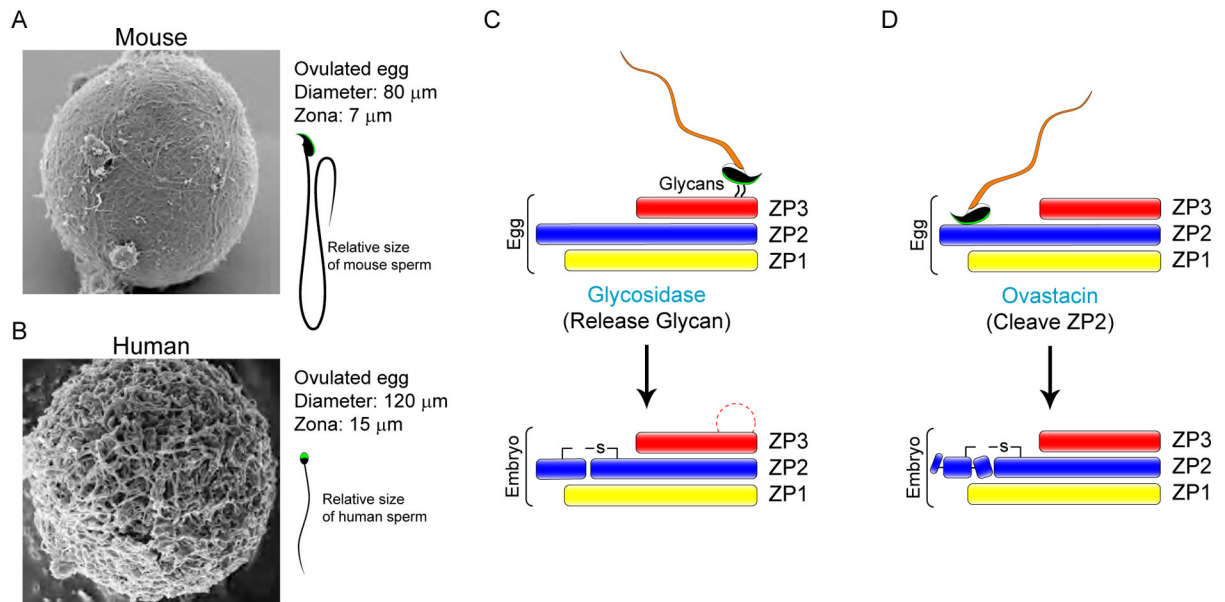 A
Mouse
Ovulated egg
Diameter: 80 μm
Zona: 7 μm
Relative size
of mouse sperm
B
Human
Ovulated egg
Diameter: 120 μm
Zona: 15 μm
Relative size
of human sperm
C
Glycans
Egg
ZP3
ZP2
ZP1
Glycosidase
(Release Glycan)
Embryo
S
ZP3
ZP2
ZP1
D
Egg
ZP3
ZP2
ZP1
Ovastacin
(Cleave ZP2)
Embryo
S
ZP3
ZP2
ZP1